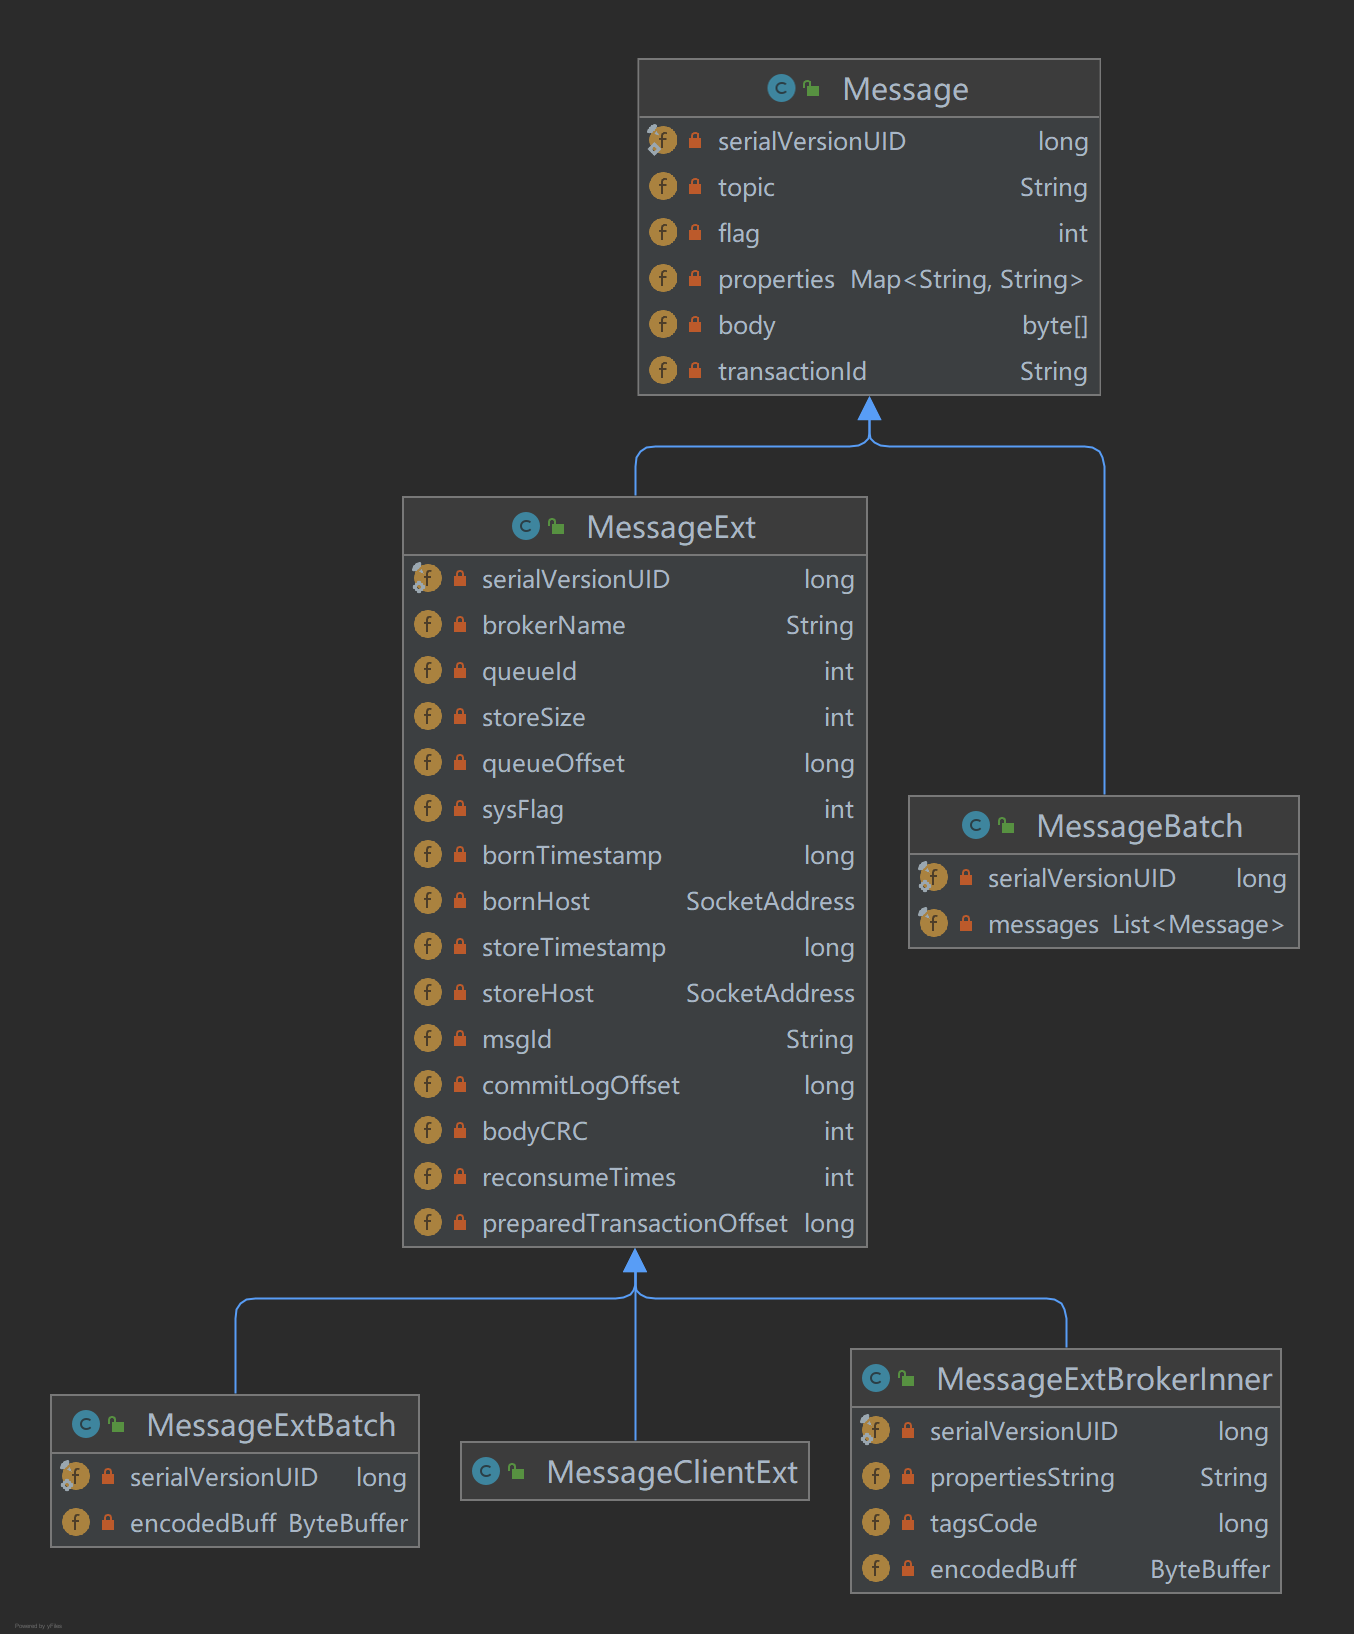 Message
serialVersionUID long
topic String
flag int
properties Map<String, String>
body byte[]
transactionId String
MessageExt
serialVersionUID long
brokerName String
queueId int
storeSize int
queueOffset long
sysFlag int
bornTimestamp long
bornHost SocketAddress
storeTimestamp long
storeHost SocketAddress
msgId String
commitLogOffset long
bodyCRC int
reconsumeTimes int
preparedTransactionOffset long
MessageBatch
serialVersionUID long
messages List<Message>
MessageExtBatch
serialVersionUID long
encodedBuff ByteBuffer
MessageClientExt
MessageExtBrokerInner
serialVersionUID long
propertiesString String
tagsCode long
encodedBuff ByteBuffer
Powered by yFiles